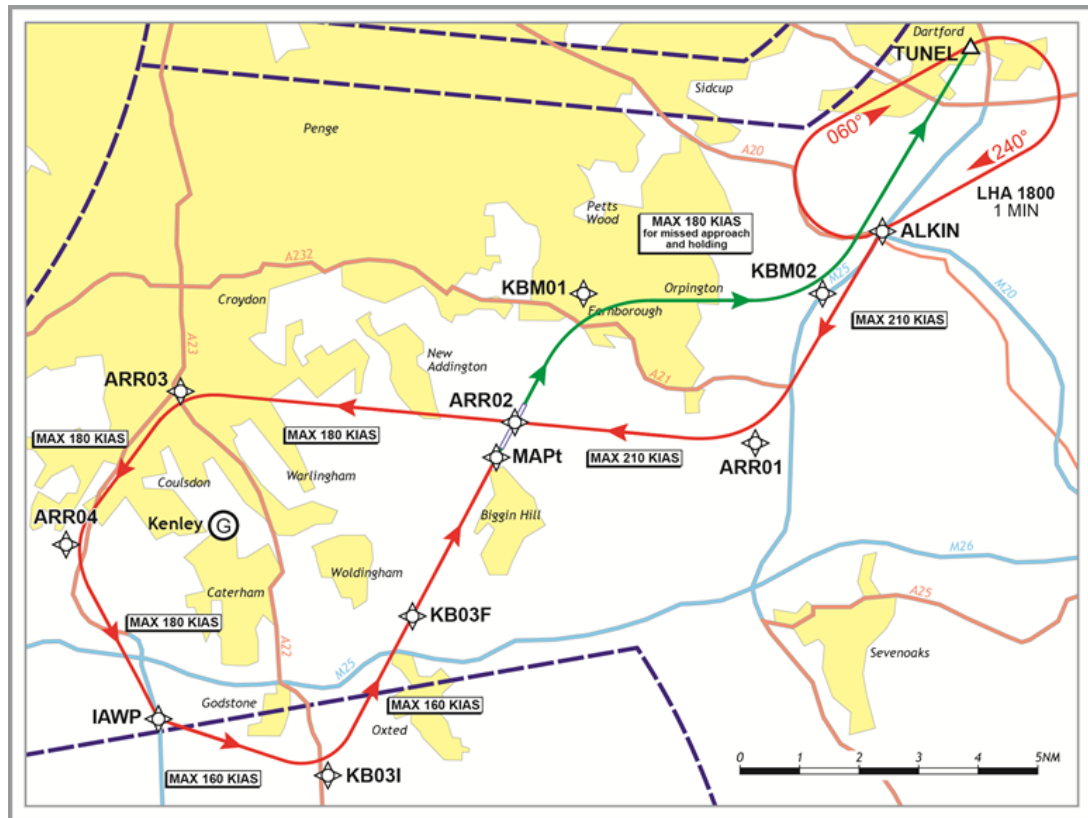 Dartford
TUNEL
Sidcup
060°
240°
Penge
A20
LHA 1800
1 MIN
Petts
Wood
MAX 180 KIAS
for missed approach
and holding
ALKIN
A232
KBM01
KBM02
M25
M20
Orpington
Croydon
Farnborough
MAX 210 KIAS
A23
New
Addington
A21
ARR03
ARR02
MAX 180 KIAS
MAX 180 KIAS
MAPt
MAX 210 KIAS
ARR01
Warlingham
Coulsdon
ARR04
Kenley
G
Biggin Hill
M26
Woldingham
Caterham
KB03F
A25
MAX 180 KIAS
A22
M25
Sevenoaks
IAWP
Godstone
MAX 160 KIAS
Oxted
MAX 160 KIAS
KB03I
0 1 2 3 4 5NM